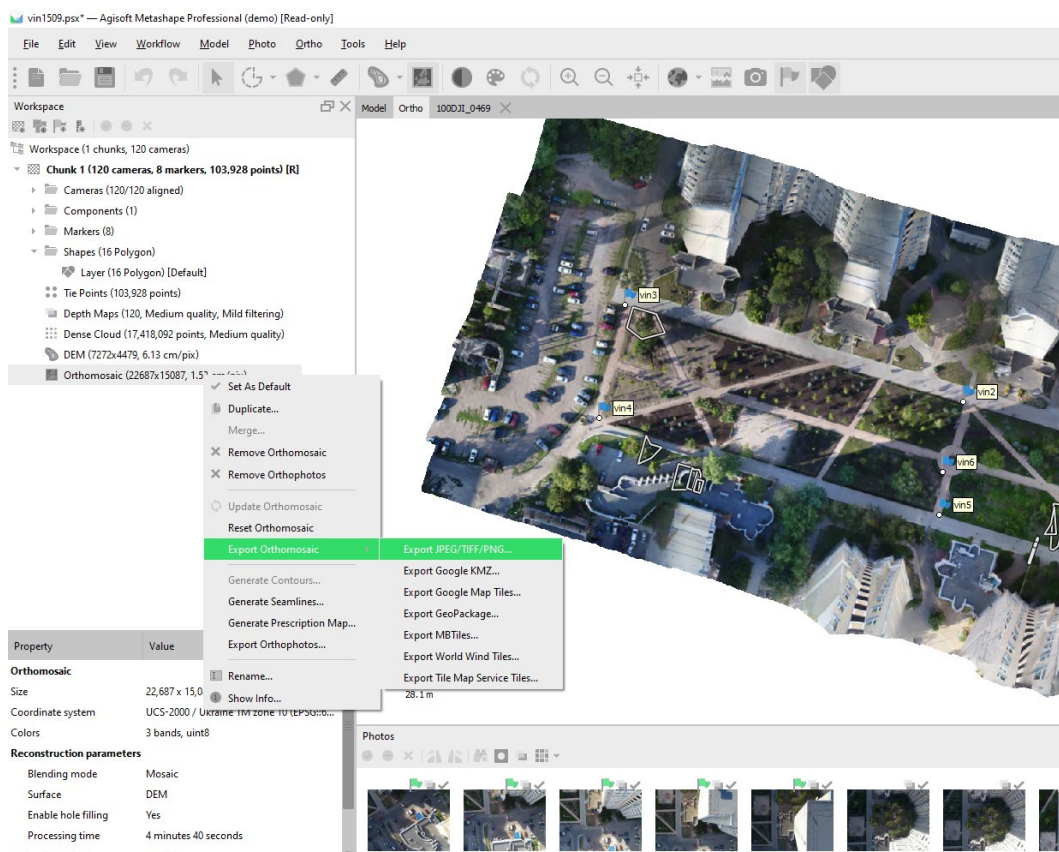 vin1509.psx* — Agisoft Metashape Professional (demo) [Read-only]
File Edit View Workflow Model Photo Ortho Tools Help
Workspace
Workspace (1 chunks, 120 cameras)
Chunk 1 (120 cameras, 8 markers, 103,928 points) [R]
Cameras (120/120 aligned)
Components (1)
Markers (8)
Shapes (16 Polygon)
Layer (16 Polygon) [Default]
Tie Points (103,928 points)
Depth Maps (120, Medium quality, Mild filtering)
Dense Cloud (17,418,092 points, Medium quality)
DEM (7272x4479, 6.13 cm/pix)
Orthomosaic (22687x15087, 1.53 cm/pix)
Set As Default
Duplicate...
Merge...
Remove Orthomosaic
Remove Orthophotos
Update Orthomosaic
Reset Orthomosaic
Export Orthomosaic
Generate Contours...
Generate Seamlines...
Generate Prescription Map...
Export Orthophotos...
Rename...
Show Info...
Export JPEG/TIFF/PNG...
Export Google KMZ...
Export Google Map Tiles...
Export GeoPackage...
Export MBTiles...
Export World Wind Tiles...
Export Tile Map Service Tiles...
Model Ortho 100DJI_0469
vin3
vin2
vin4
vin6
vin5
28.1 m
Property Value
Orthomosaic
Size 22,687 x 15,0
Coordinate system UCS-2000 / Ukraine TM zone 10 (EPSG::6...
Colors 3 bands, uint8
Reconstruction parameters
Blending mode Mosaic
Surface DEM
Enable hole filling Yes
Processing time 4 minutes 40 seconds
Photos